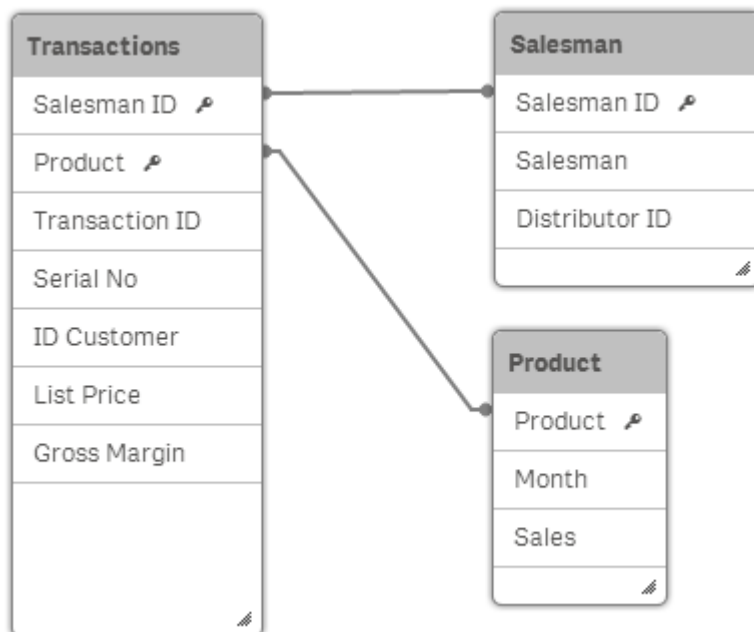 Transactions
Salesman ID
Product
Transaction ID
Serial No
ID Customer
List Price
Gross Margin
Salesman
Salesman ID
Salesman
Distributor ID
Product
Product
Month
Sales